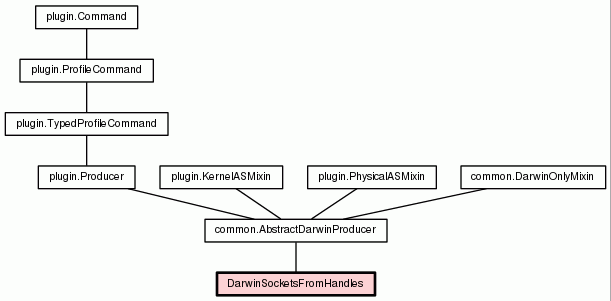 plugin.Command
plugin.ProfileCommand
plugin.TypedProfileCommand
plugin.Producer
plugin.KernelASMixin
plugin.PhysicalASMixin
common.DarwinOnlyMixin
common.AbstractDarwinProducer
DarwinSocketsFromHandles